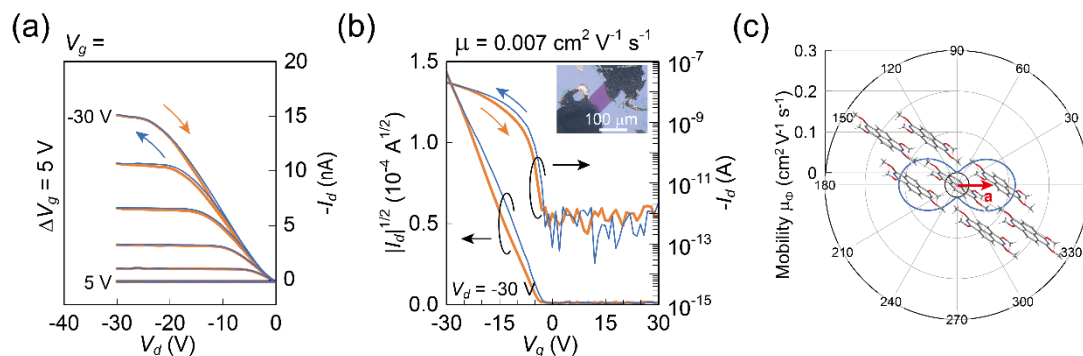 (a)
V_g =
-30 V
5 V
ΔV_g = 5 V
20
15
10
5
0
-I_d (nA)
-40 -30 -20 -10 0
V_d (V)
(b)
μ = 0.007 cm² V⁻¹ s⁻¹
1.5
1.0
0.5
0.0
|I_d|^{1/2} (10⁻⁴ A^{1/2})
100 μm
V_d = -30 V
10⁻⁷
10⁻⁹
10⁻¹¹
10⁻¹³
10⁻¹⁵
-I_d (A)
-30 -15 0 15 30
V_g (V)
(c)
0.3
0.2
0.1
0
0.1
Mobility μ_Φ (cm² V⁻¹ s⁻¹)
90
120 60
150 30
180
a
210 330
240 300
270